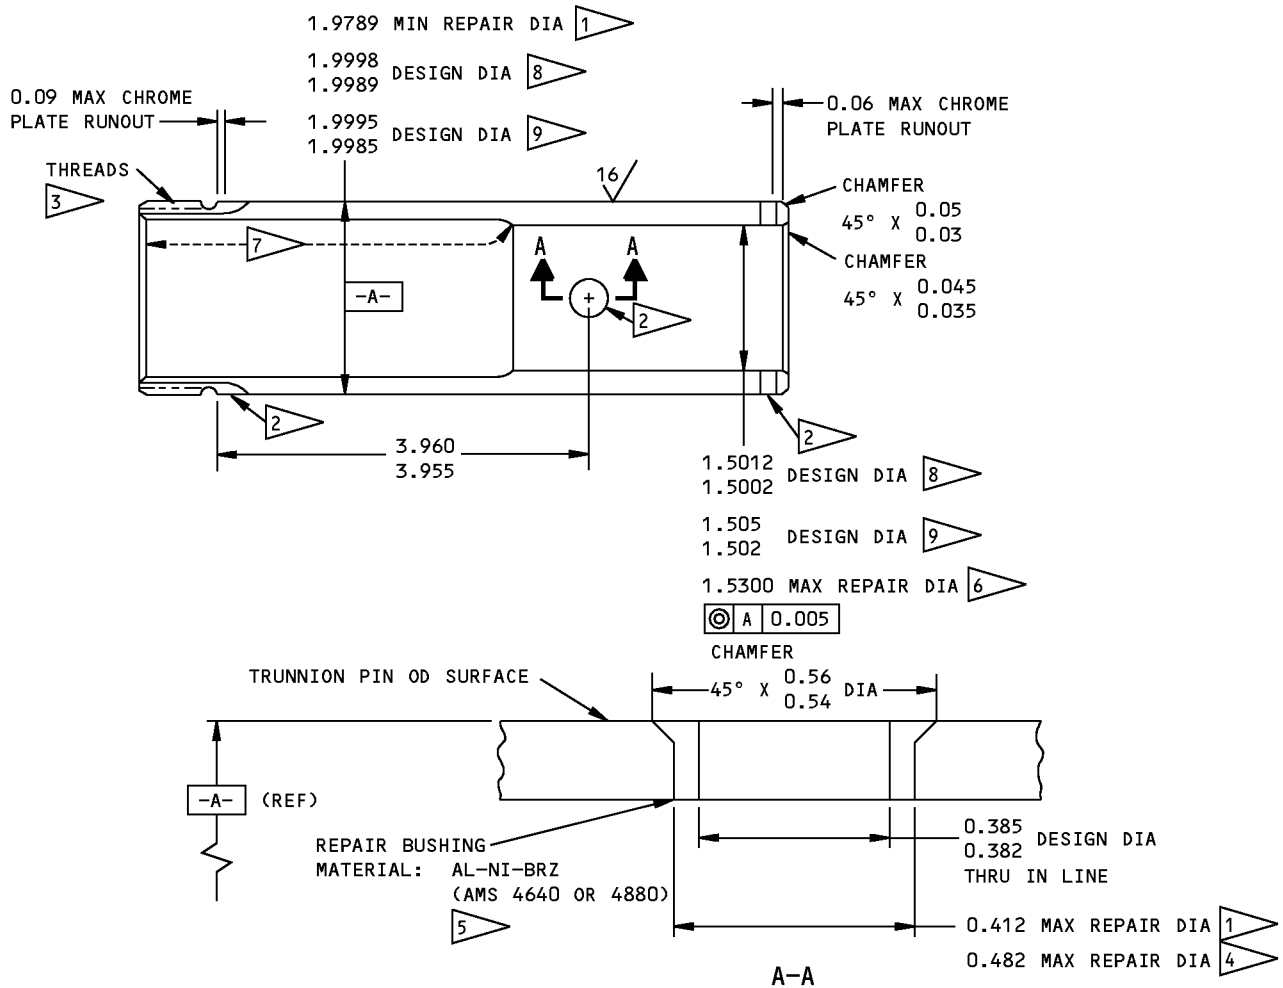 1.9789 MIN REPAIR DIA 1
1.9998
1.9989 DESIGN DIA 8
1.9995
1.9985 DESIGN DIA 9
0.09 MAX CHROME
PLATE RUNOUT
0.06 MAX CHROME
PLATE RUNOUT
THREADS
3
16
CHAMFER
45° X 0.05
0.03
CHAMFER
45° X 0.045
0.035
7
A A
-A-
2
2
2
3.960
3.955
1.5012
1.5002 DESIGN DIA 8
1.505
1.502 DESIGN DIA 9
1.5300 MAX REPAIR DIA 6
◎ A 0.005
CHAMFER
45° X 0.56
0.54 DIA
TRUNNION PIN OD SURFACE
-A- (REF)
REPAIR BUSHING
MATERIAL: AL-NI-BRZ
(AMS 4640 OR 4880)
5
0.385
0.382 DESIGN DIA
THRU IN LINE
0.412 MAX REPAIR DIA 1
0.482 MAX REPAIR DIA 4
A-A